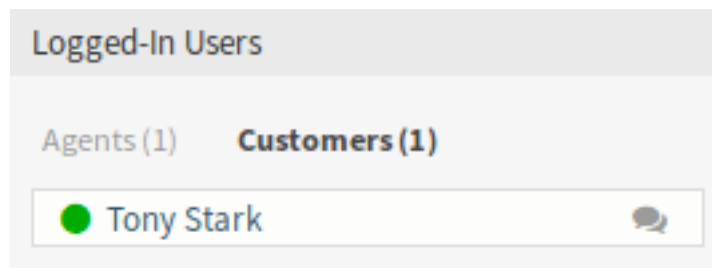 Logged-In Users
Agents (1) Customers (1)
Tony Stark